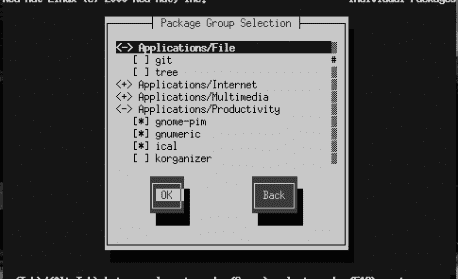 Red Hat Linux (C) 2000 Red Hat, Inc. Individual Packages
Package Group Selection
<-> Applications/File
[ ] git
[ ] tree
<+> Applications/Internet
<+> Applications/Multimedia
<-> Applications/Productivity
[*] gnome-pim
[*] gnumeric
[*] ical
[ ] korganizer
OK Back